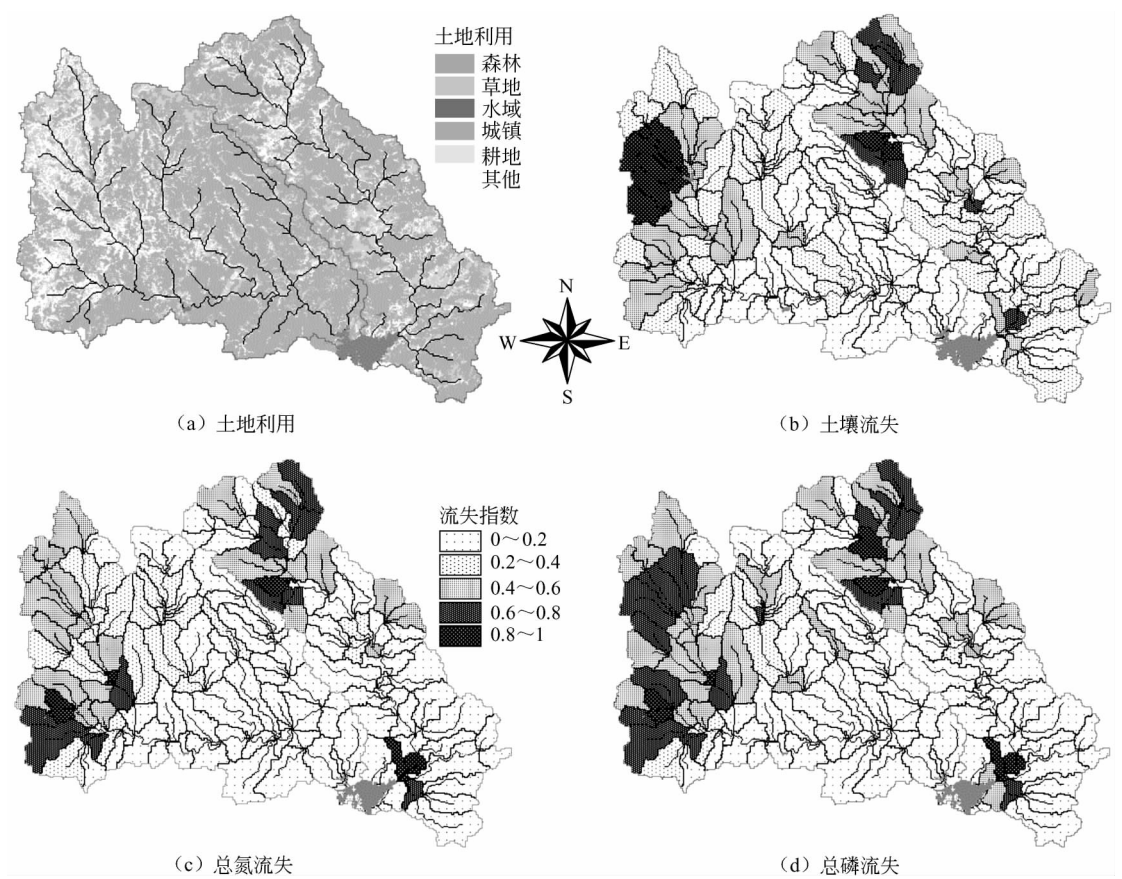 土地利用
森林
草地
水域
城镇
耕地
其他
N
W
E
S
(a) 土地利用
(b) 土壤流失
流失指数
0～0.2
0.2～0.4
0.4～0.6
0.6～0.8
0.8～1
(c) 总氮流失
(d) 总磷流失